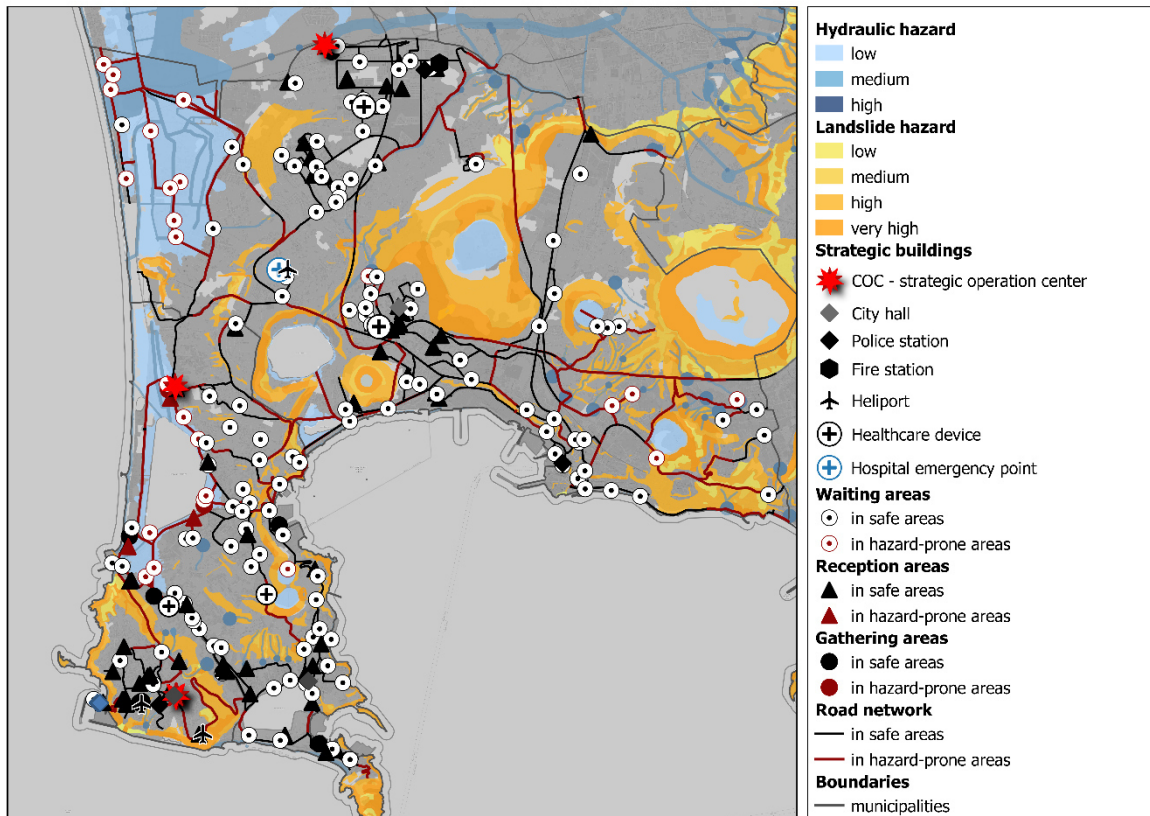 Hydraulic hazard
low
medium
high
Landslide hazard
low
medium
high
very high
Strategic buildings
COC - strategic operation center
City hall
Police station
Fire station
Heliport
Healthcare device
Hospital emergency point
Waiting areas
in safe areas
in hazard-prone areas
Reception areas
in safe areas
in hazard-prone areas
Gathering areas
in safe areas
in hazard-prone areas
Road network
in safe areas
in hazard-prone areas
Boundaries
municipalities